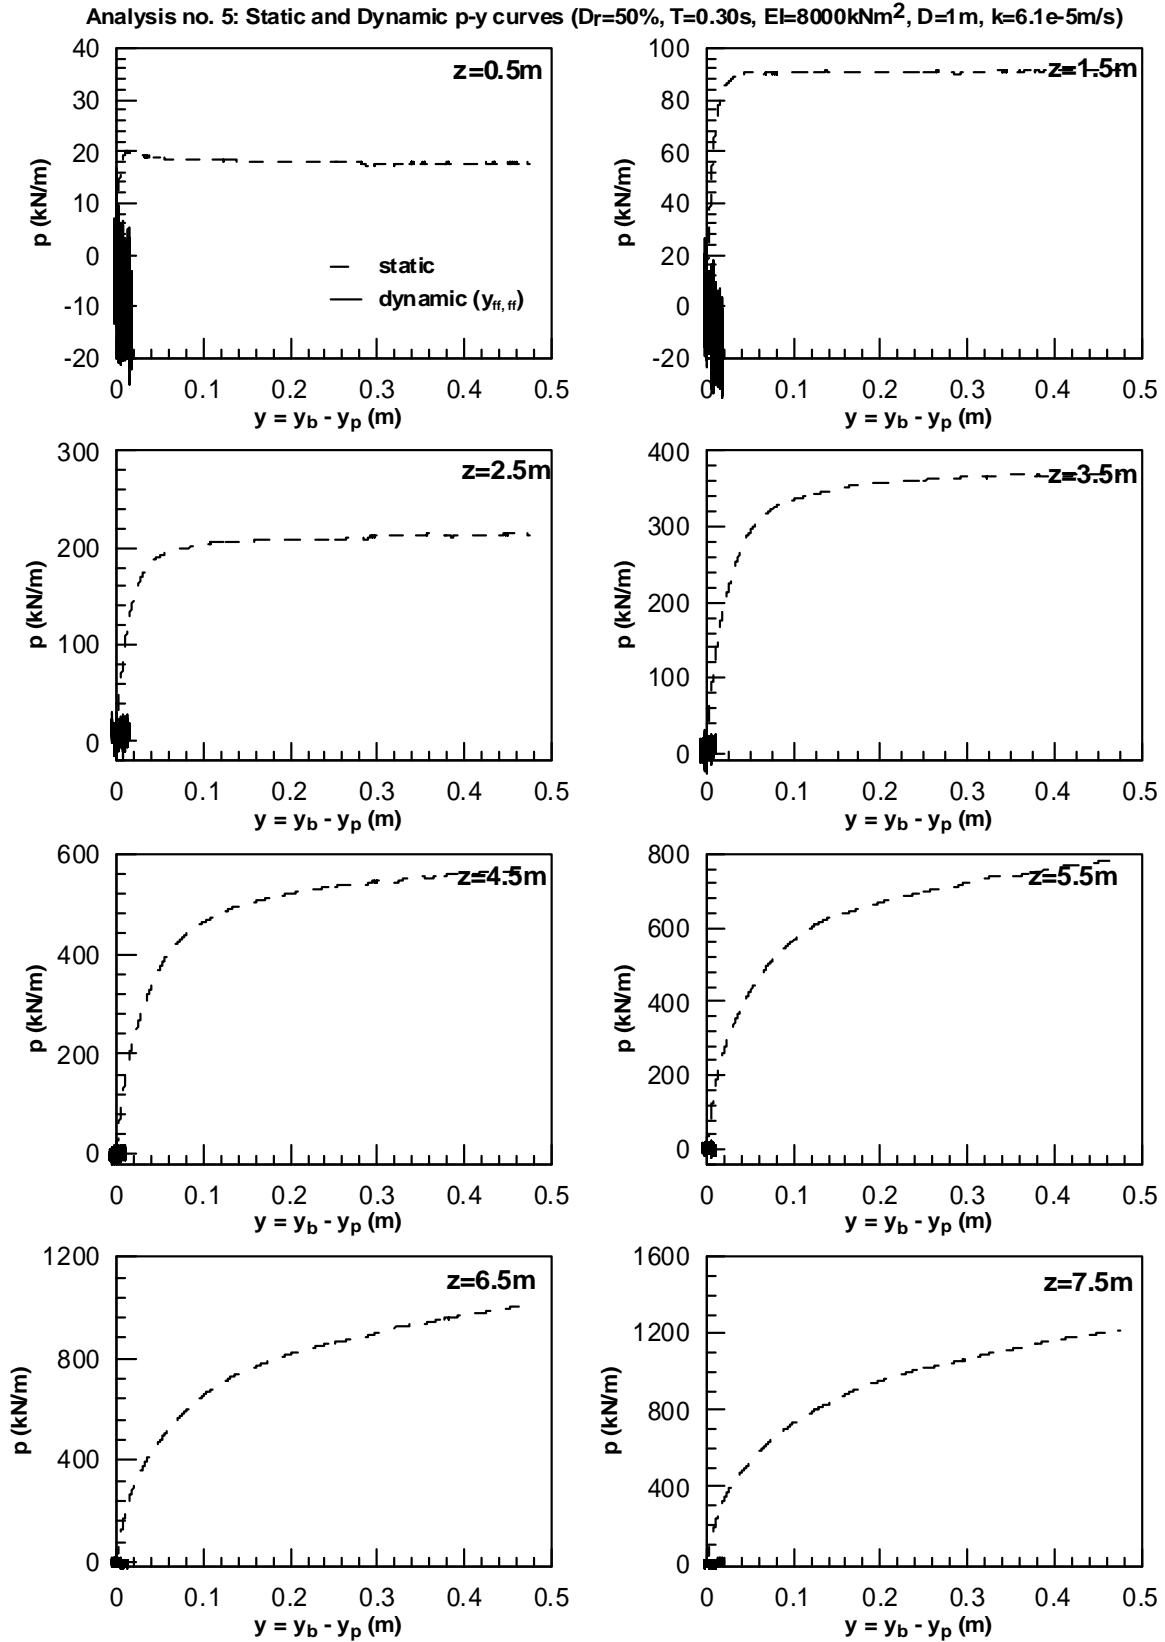 Analysis no. 5: Static and Dynamic p-y curves (Dr=50%, T=0.30s, EI=8000kNm², D=1m, k=6.1e-5m/s)
z=0.5m
40
30
20
10
0
-10
-20
p (kN/m)
static
dynamic (yff, ff)
0 0.1 0.2 0.3 0.4 0.5
y = yb - yp (m)
z=1.5m
100
80
60
40
20
0
-20
p (kN/m)
0 0.1 0.2 0.3 0.4 0.5
y = yb - yp (m)
z=2.5m
300
200
100
0
p (kN/m)
0 0.1 0.2 0.3 0.4 0.5
y = yb - yp (m)
z=3.5m
400
300
200
100
0
p (kN/m)
0 0.1 0.2 0.3 0.4 0.5
y = yb - yp (m)
z=4.5m
600
400
200
0
p (kN/m)
0 0.1 0.2 0.3 0.4 0.5
y = yb - yp (m)
z=5.5m
800
600
400
200
0
p (kN/m)
0 0.1 0.2 0.3 0.4 0.5
y = yb - yp (m)
z=6.5m
1200
800
400
0
p (kN/m)
0 0.1 0.2 0.3 0.4 0.5
y = yb - yp (m)
z=7.5m
1600
1200
800
400
0
p (kN/m)
0 0.1 0.2 0.3 0.4 0.5
y = yb - yp (m)